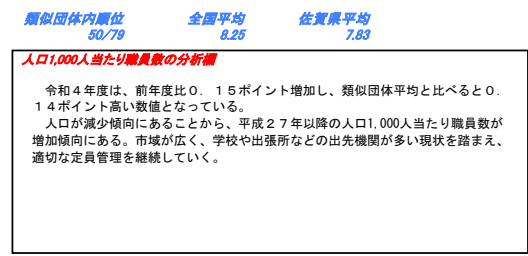 類似団体内順位 全国平均 佐賀県平均
50/79 8.25 7.83
人口1,000人当たり職員数の分析欄
令和４年度は、前年度比０．１５ポイント増加し、類似団体平均と比べると０．
１４ポイント高い数値となっている。
人口が減少傾向にあることから、平成２７年以降の人口1,000人当たり職員数が
増加傾向にある。市域が広く、学校や出張所などの出先機関が多い現状を踏まえ、
適切な定員管理を継続していく。